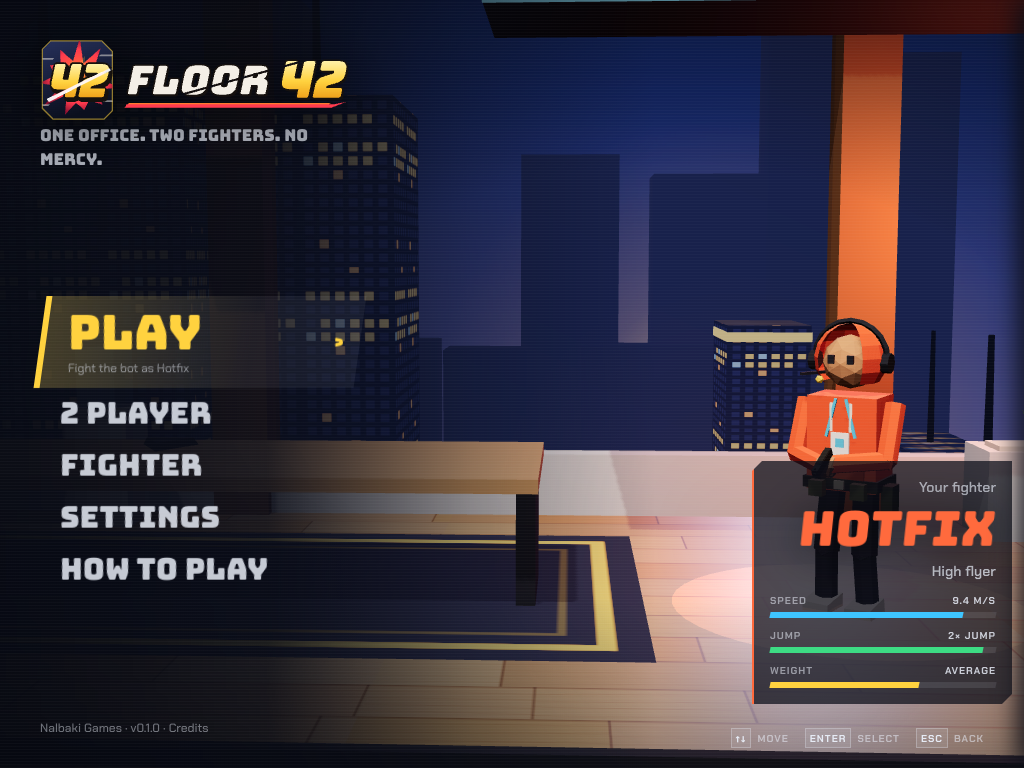 42
FLOOR 42
ONE OFFICE. TWO FIGHTERS. NO
MERCY.
PLAY
Fight the bot as Hotfix
2 PLAYER
FIGHTER
SETTINGS
HOW TO PLAY
Your fighter
HOTFIX
High flyer
SPEED 9.4 M/S
JUMP 2× JUMP
WEIGHT AVERAGE
Nalbaki Games · v0.1.0 · Credits
↑↓ MOVE ENTER SELECT ESC BACK